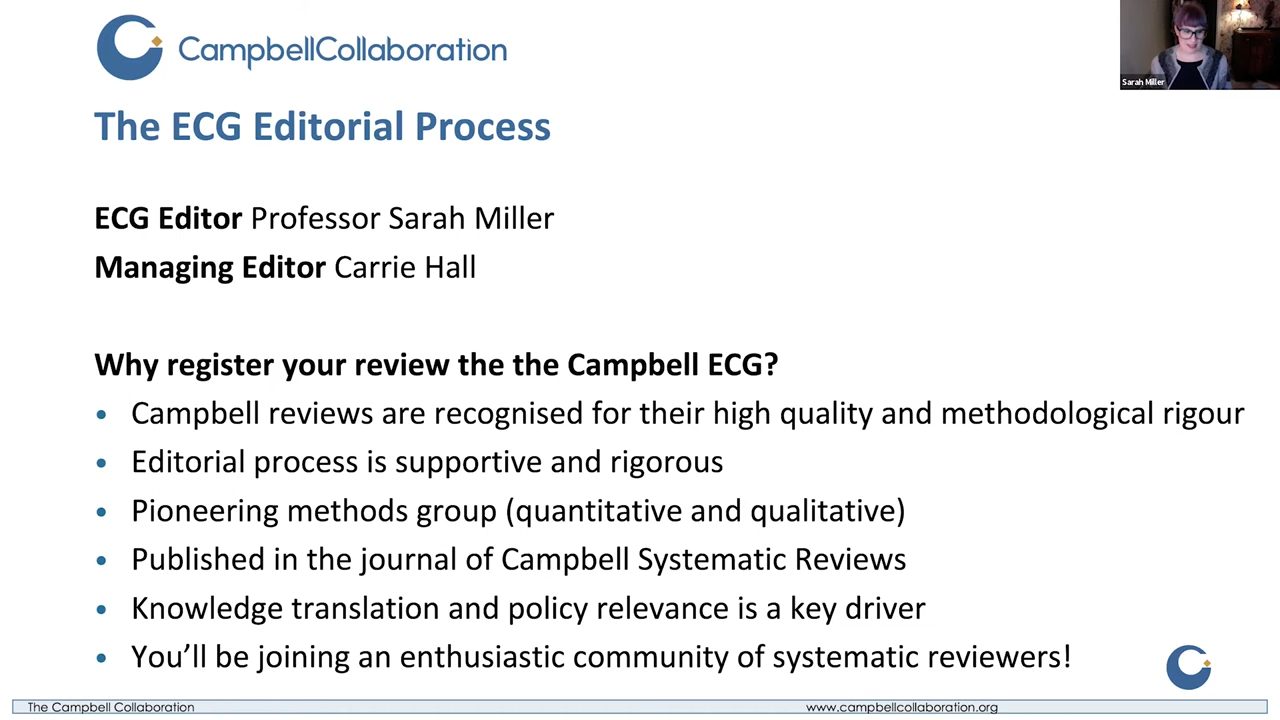 CampbellCollaboration
Sarah Miller
The ECG Editorial Process
ECG Editor Professor Sarah Miller
Managing Editor Carrie Hall
Why register your review the the Campbell ECG?
• Campbell reviews are recognised for their high quality and methodological rigour
• Editorial process is supportive and rigorous
• Pioneering methods group (quantitative and qualitative)
• Published in the journal of Campbell Systematic Reviews
• Knowledge translation and policy relevance is a key driver
• You’ll be joining an enthusiastic community of systematic reviewers!
The Campbell Collaboration
www.campbellcollaboration.org